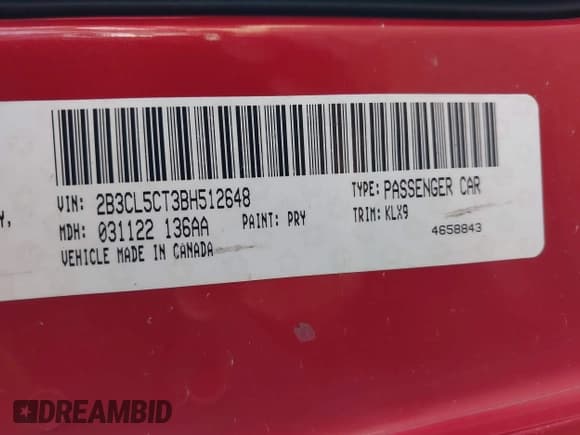 Y,
VIN: 2B3CL5CT3BH512648 TYPE: PASSENGER CAR
MDH: 031122 136AA PAINT: PRY TRIM: KLX9
VEHICLE MADE IN CANADA 4658843
DREAMBID